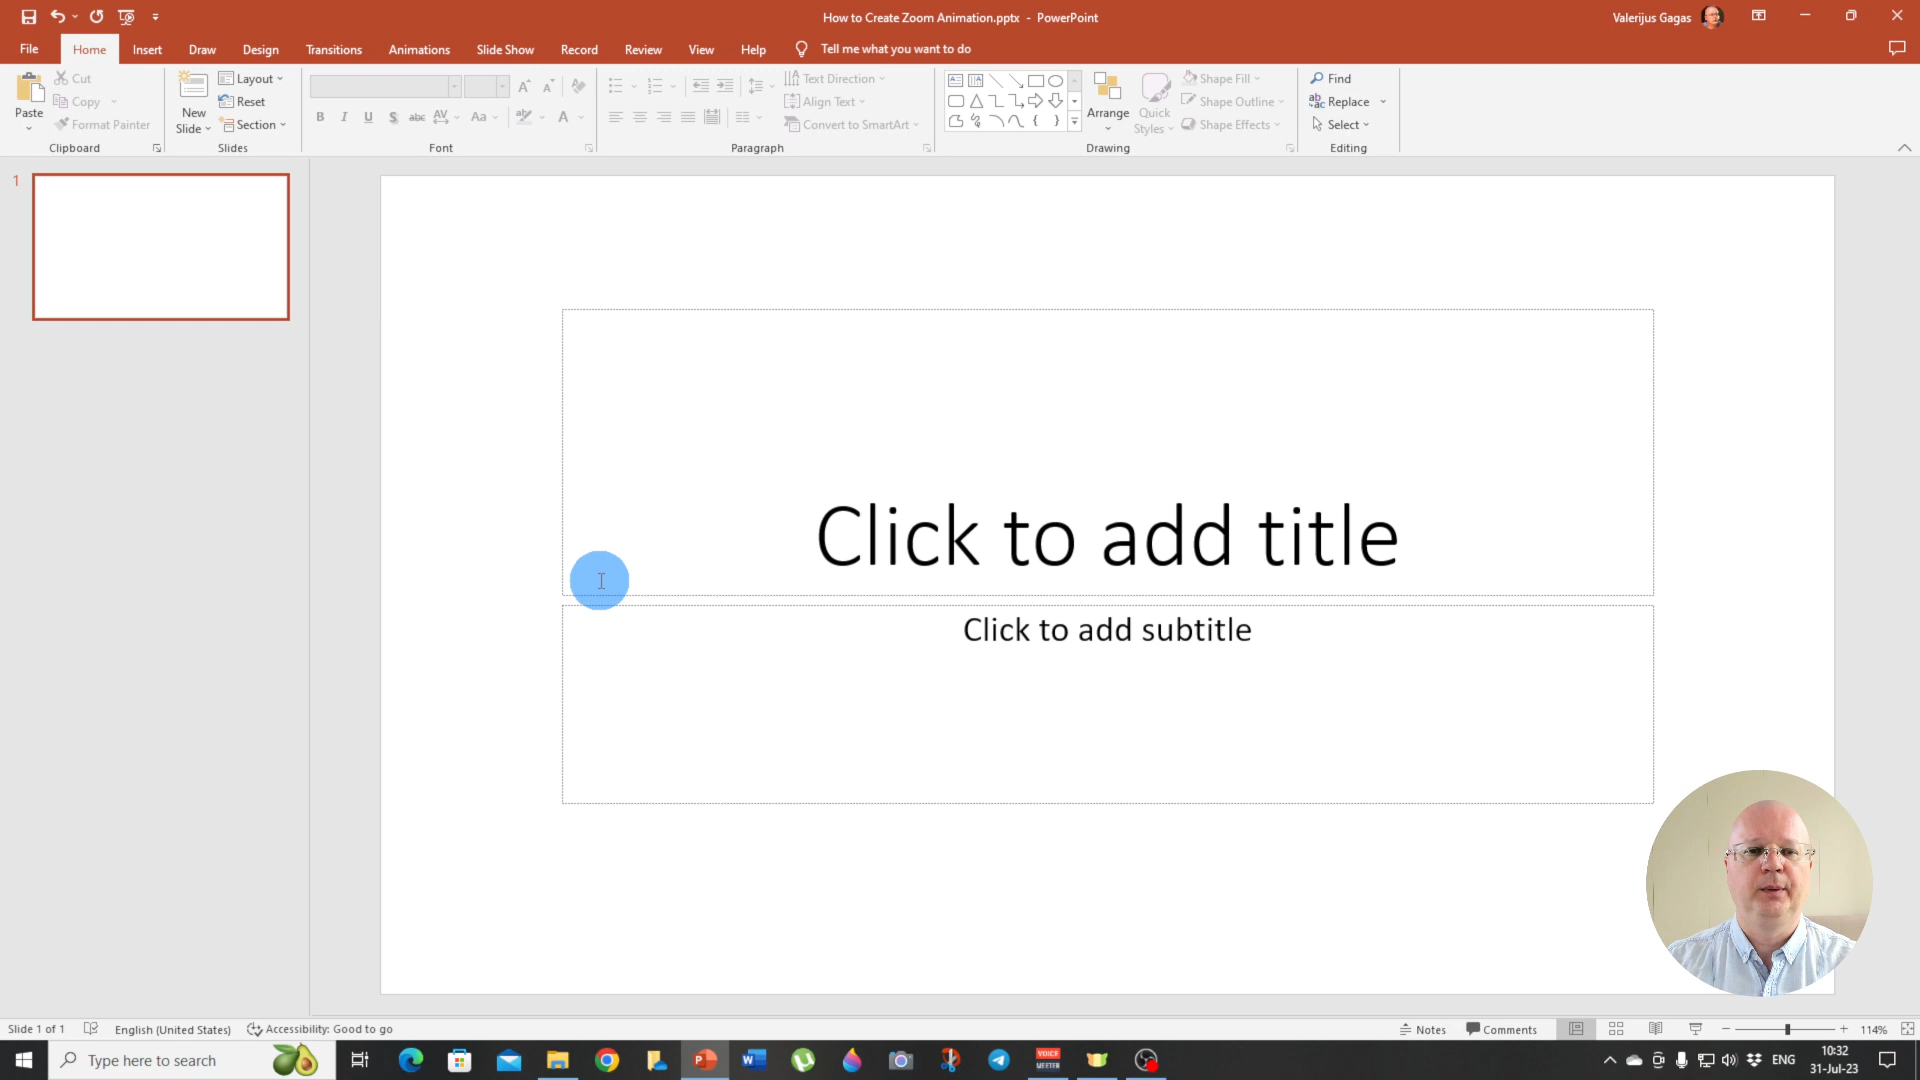 How to Create Zoom Animation.pptx - PowerPoint
Valerijus Gagas
File Home Insert Draw Design Transitions Animations Slide Show Record Review View Help Tell me what you want to do
Paste
Cut
Copy
Format Painter
Clipboard
New
Slide
Layout
Reset
Section
Slides
B I U S abc AV Aa A
Font
Text Direction
Align Text
Convert to SmartArt
Paragraph
Arrange
Quick
Styles
Shape Fill
Shape Outline
Shape Effects
Drawing
Find
Replace
Select
Editing
1
Click to add title
Click to add subtitle
Slide 1 of 1 English (United States) Accessibility: Good to go Notes Comments 114%
Type here to search
VOICE
MEETER
ENG
10:32
31-Jul-23